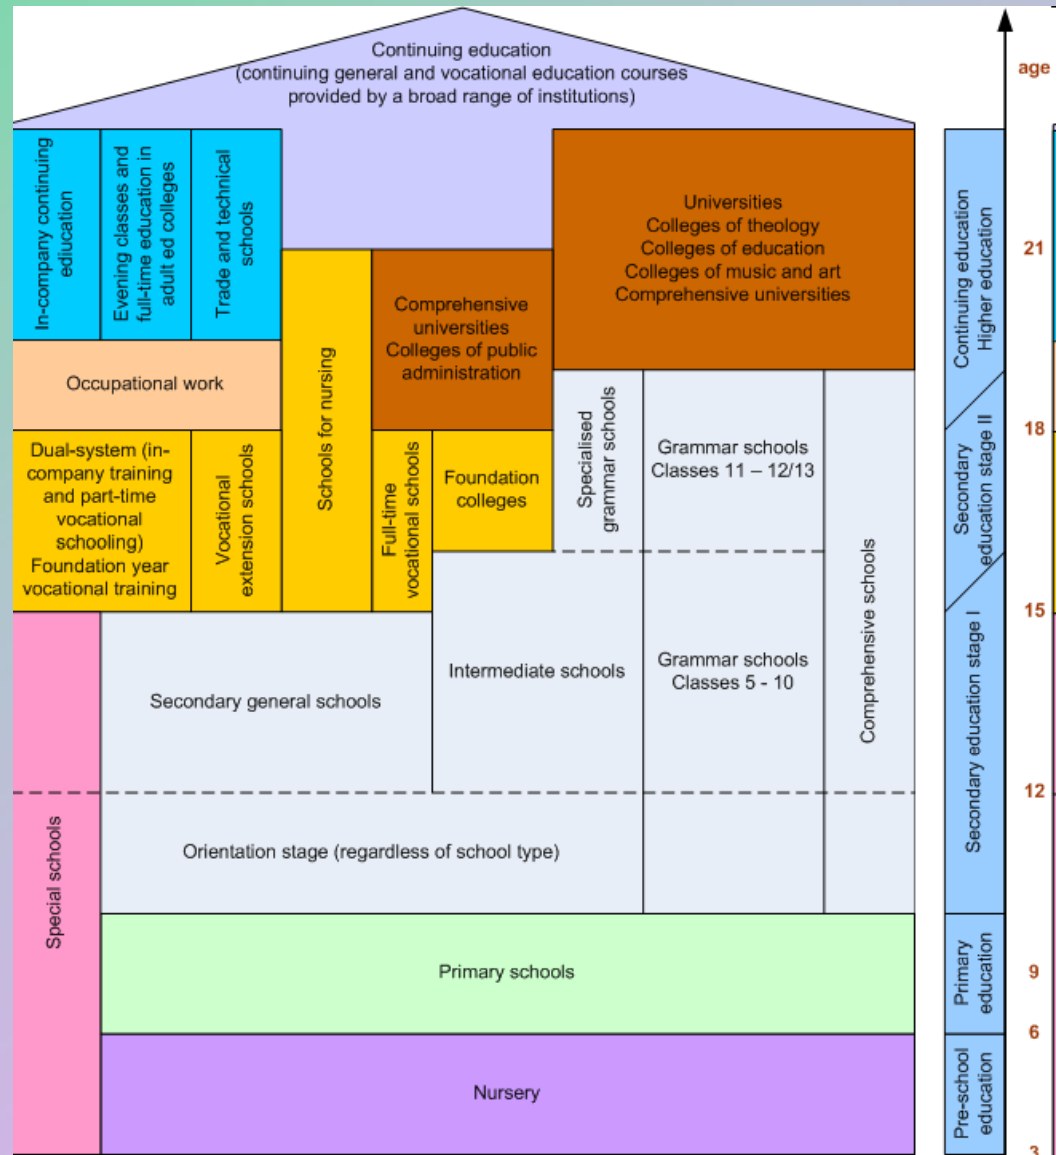 Continuing education
(continuing general and vocational education courses
provided by a broad range of institutions)
age
In-company continuing
ediucation
Evening classes and
full-time education in
adult ed colleges
Trade and technical
schools
Universities
Colleges of theology
Colleges of education
Colleges of music and art
Comprehensive universities
Continuing education
Higher education
21
Comprehensive
universities
Colleges of public
administration
Occupational work
Schools for nursing
Dual-system (in-
company training
and part-time
vocational
schooling)
Foundation year
vocational training
Vocational
extension schools
Full-time
vocational schools
Foundation
colleges
Specialised
grammar schools
Grammar schools
Classes 11 – 12/13
Secondary
education stage II
18
Comprehensive schools
15
Secondary general schools
Intermediate schools
Grammar schools
Classes 5 - 10
Secondary education stage I
12
Special schools
Orientation stage (regardless of school type)
Primary schools
Primary
education
9
6
Nursery
Pre-school
education
3